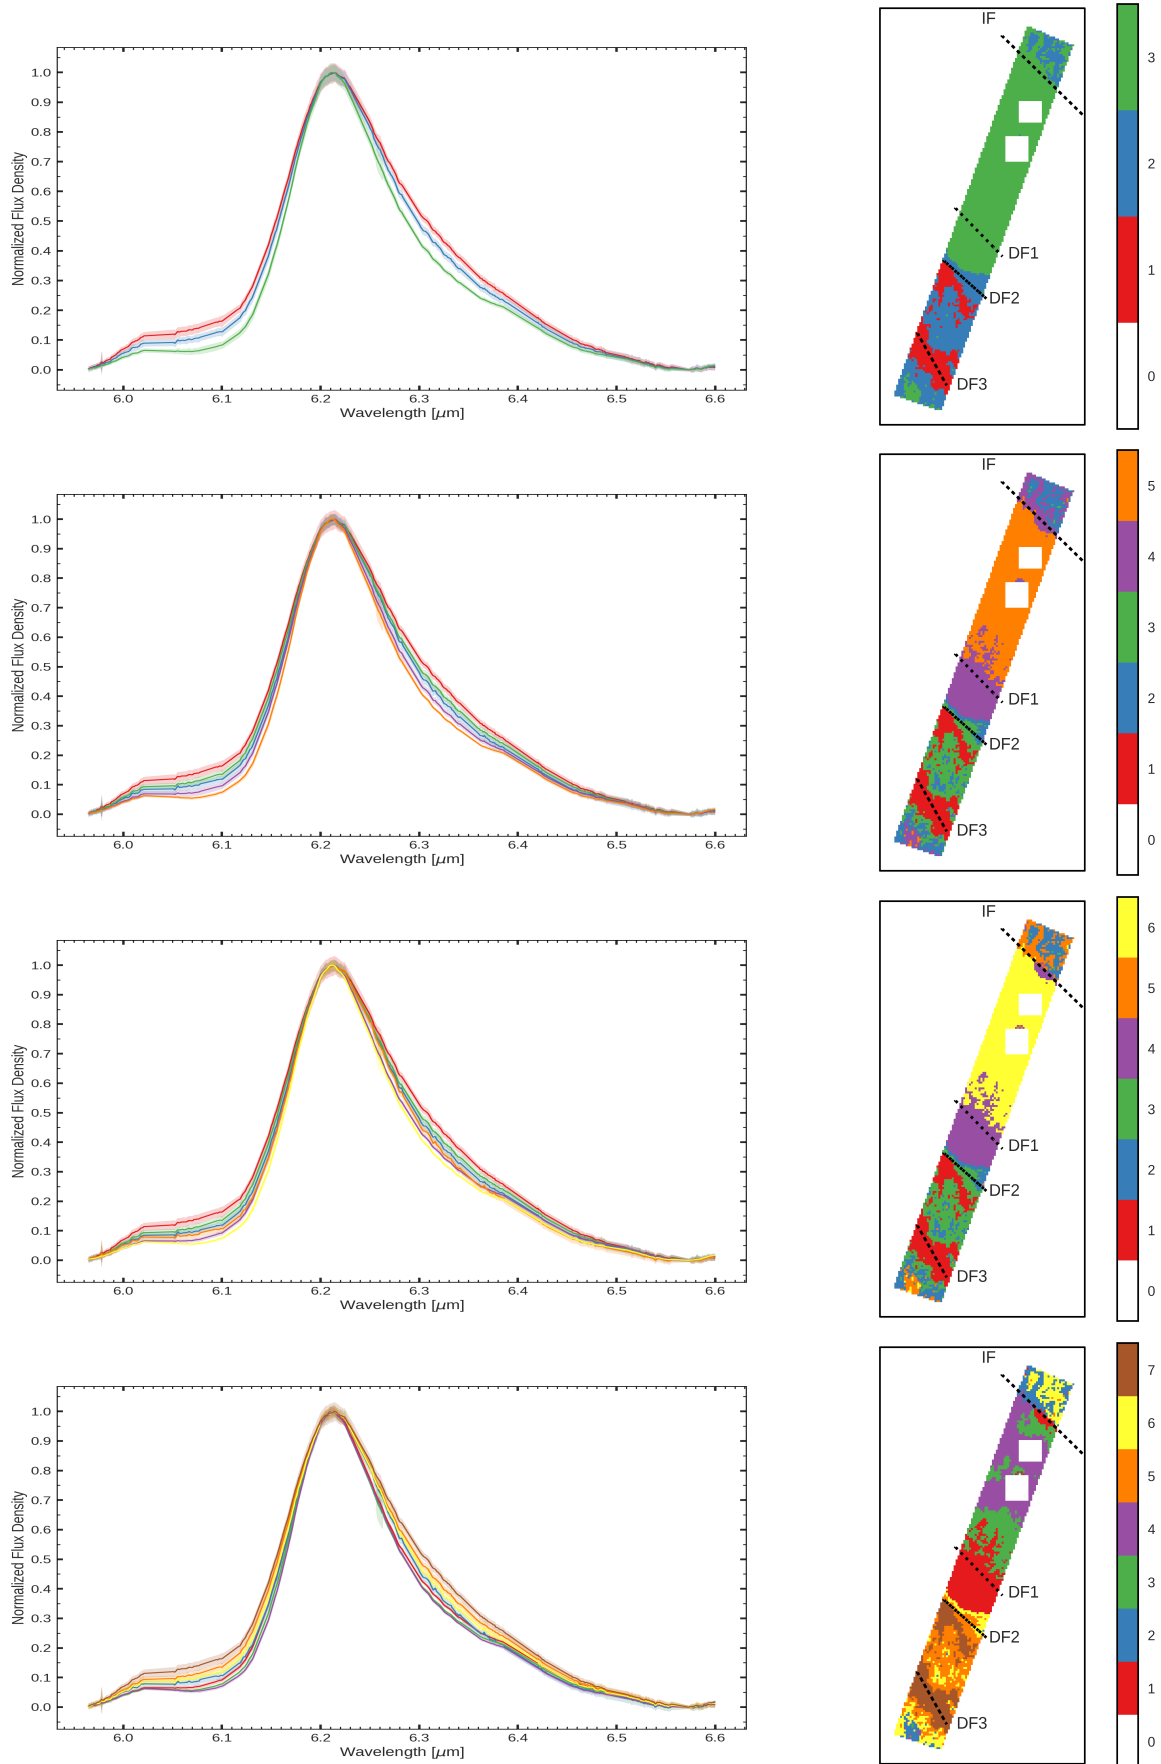 Normalized Flux Density
1.0
0.9
0.8
0.7
0.6
0.5
0.4
0.3
0.2
0.1
0.0
6.0 6.1 6.2 6.3 6.4 6.5 6.6
Wavelength [μm]
IF
DF1
DF2
DF3
3
2
1
0
Normalized Flux Density
1.0
0.9
0.8
0.7
0.6
0.5
0.4
0.3
0.2
0.1
0.0
6.0 6.1 6.2 6.3 6.4 6.5 6.6
Wavelength [μm]
IF
DF1
DF2
DF3
5
4
3
2
1
0
Normalized Flux Density
1.0
0.9
0.8
0.7
0.6
0.5
0.4
0.3
0.2
0.1
0.0
6.0 6.1 6.2 6.3 6.4 6.5 6.6
Wavelength [μm]
IF
DF1
DF2
DF3
6
5
4
3
2
1
0
Normalized Flux Density
1.0
0.9
0.8
0.7
0.6
0.5
0.4
0.3
0.2
0.1
0.0
6.0 6.1 6.2 6.3 6.4 6.5 6.6
Wavelength [μm]
IF
DF1
DF2
DF3
7
6
5
4
3
2
1
0